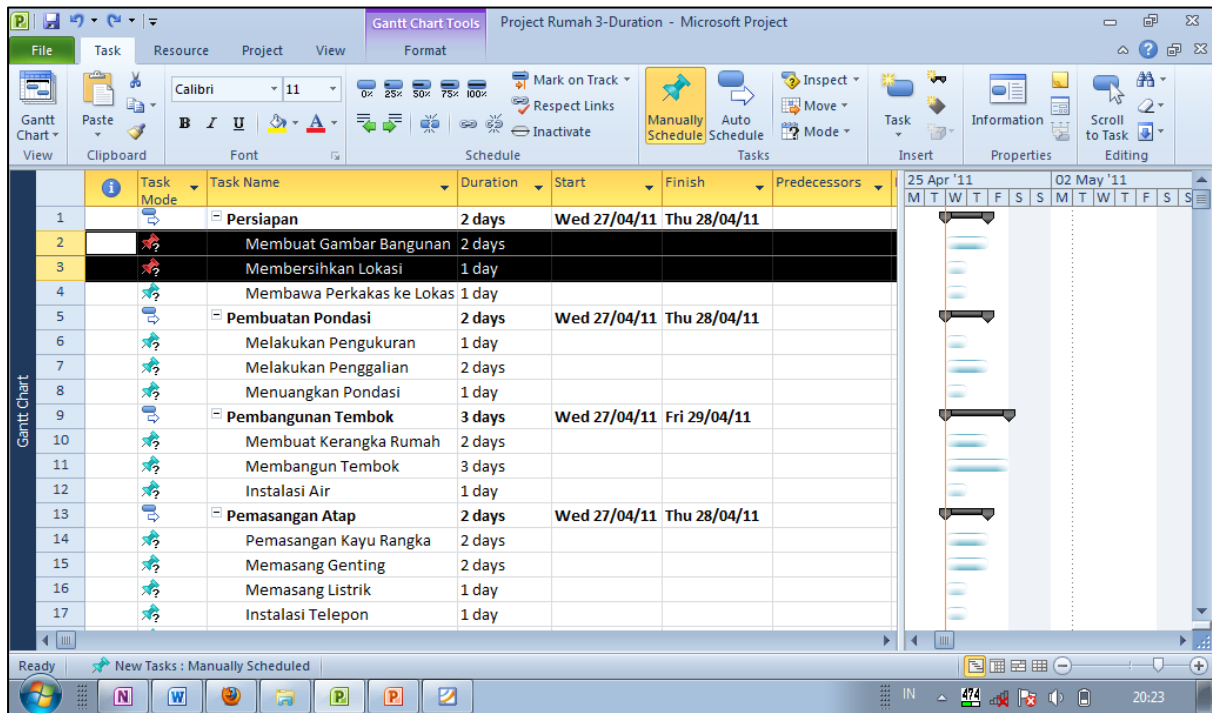 Gantt Chart Tools Project Rumah 3-Duration - Microsoft Project
File Task Resource Project View Format
Gantt Chart
View
Paste
Clipboard
Calibri 11
B I U A
Font
0% 25% 50% 75% 100%
Mark on Track
Respect Links
Inactivate
Schedule
Manually Schedule
Auto Schedule
Inspect
Move
Mode
Tasks
Task
Insert
Information
Properties
Scroll to Task
Editing
Task Mode Task Name Duration Start Finish Predecessors 25 Apr '11 02 May '11
M T W T F S S M T W T F S S
1 Persiapan 2 days Wed 27/04/11 Thu 28/04/11
2 Membuat Gambar Bangunan 2 days
3 Membersihkan Lokasi 1 day
4 Membawa Perkakas ke Lokas 1 day
5 Pembuatan Pondasi 2 days Wed 27/04/11 Thu 28/04/11
6 Melakukan Pengukuran 1 day
7 Melakukan Penggalian 2 days
8 Menuangkan Pondasi 1 day
9 Pembangunan Tembok 3 days Wed 27/04/11 Fri 29/04/11
10 Membuat Kerangka Rumah 2 days
11 Membangun Tembok 3 days
12 Instalasi Air 1 day
13 Pemasangan Atap 2 days Wed 27/04/11 Thu 28/04/11
14 Pemasangan Kayu Rangka 2 days
15 Memasang Genting 2 days
16 Memasang Listrik 1 day
17 Instalasi Telepon 1 day
Gantt Chart
Ready New Tasks : Manually Scheduled
IN 474 20:23